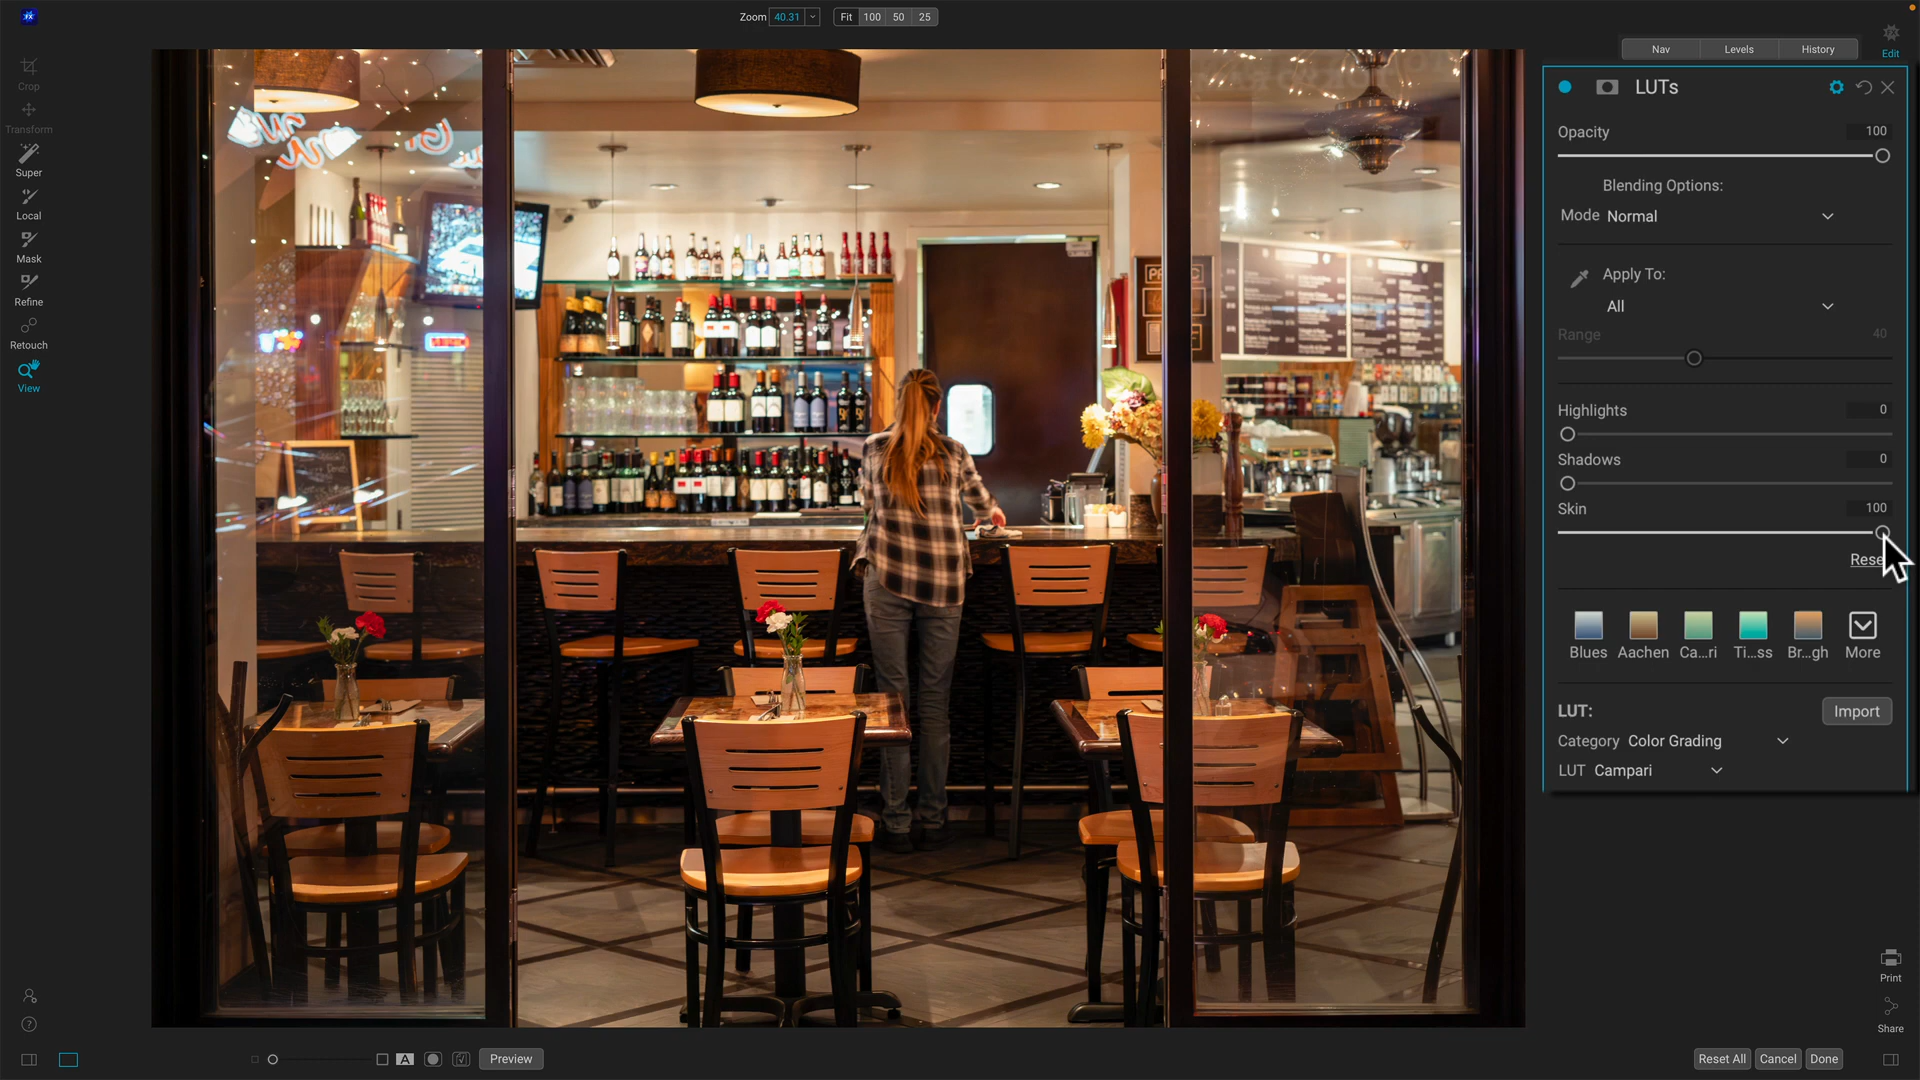 Zoom 40.31
Fit 100 50 25
Nav Levels History
Edit
Crop
Transform
Super
Local
Mask
Refine
Retouch
View
LUTs
Opacity 100
Blending Options:
Mode Normal
Apply To:
All
Range 40
Highlights 0
Shadows 0
Skin 100
Rese
Blues Aachen Ca...ri Ti...ss Br...gh More
LUT: Import
Category Color Grading
LUT Campari
Print
Share
A Preview
Reset All Cancel Done